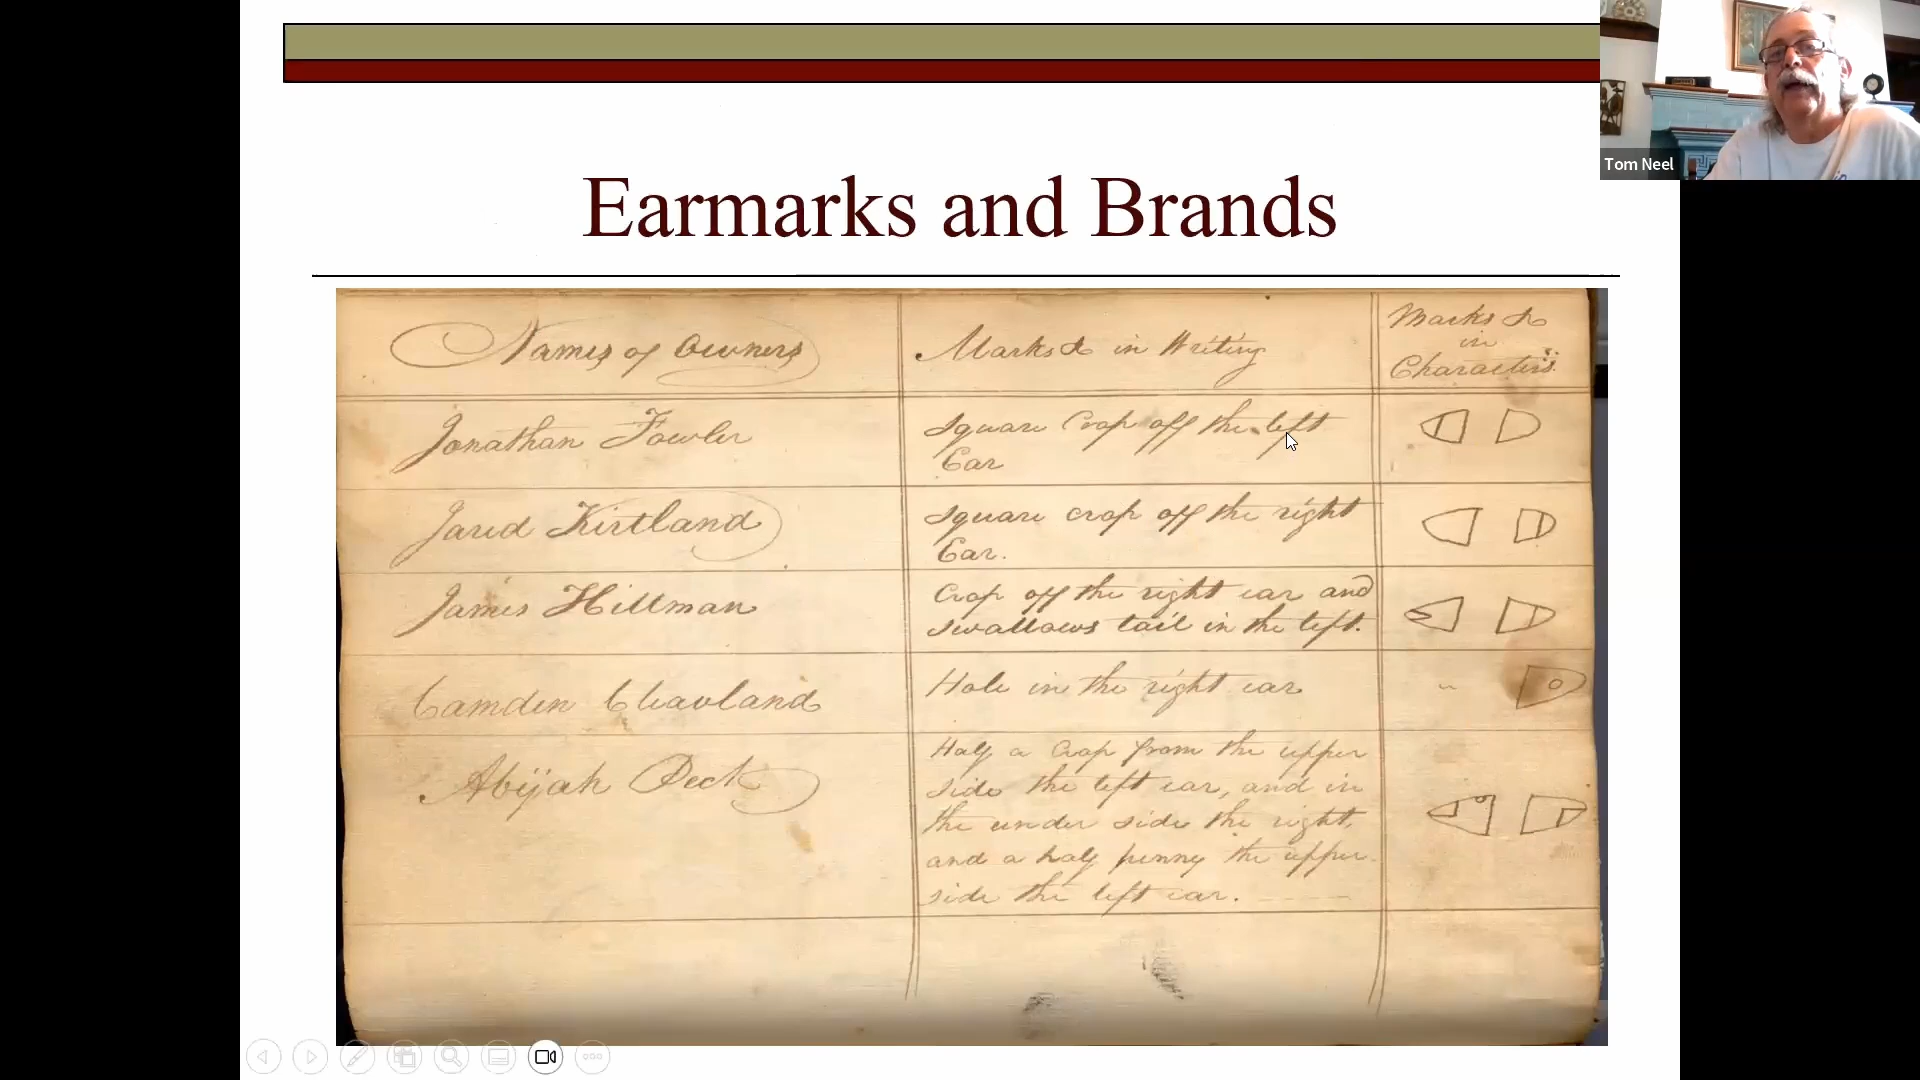 Tom Neel
Earmarks and Brands
Names of Owners
Marks & in Writing
Marks &
in
Characters.
Jonathan Fowler
Square Crop off the left
Ear
Jared Kirtland
Square crop off the right
Ear.
James Hillman
Crop off the right ear and
swallows tail in the left.
Camden Cleavland
Hole in the right ear
Abijah Peck
Half a Crop from the upper
side the left ear, and in
the under side the right,
and a half penny the upper
side the left ear.